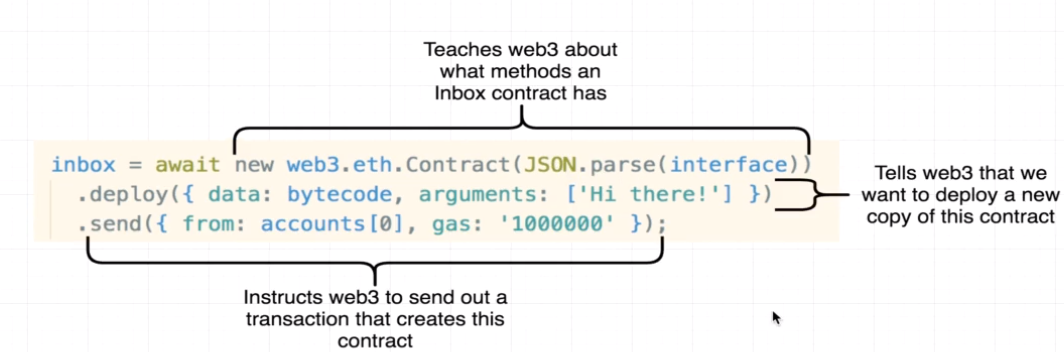 Teaches web3 about
what methods an
Inbox contract has
inbox = await new web3.eth.Contract(JSON.parse(interface))
.deploy({ data: bytecode, arguments: ['Hi there!'] })
.send({ from: accounts[0], gas: '1000000' });
Tells web3 that we
want to deploy a new
copy of this contract
Instructs web3 to send out a
transaction that creates this
contract